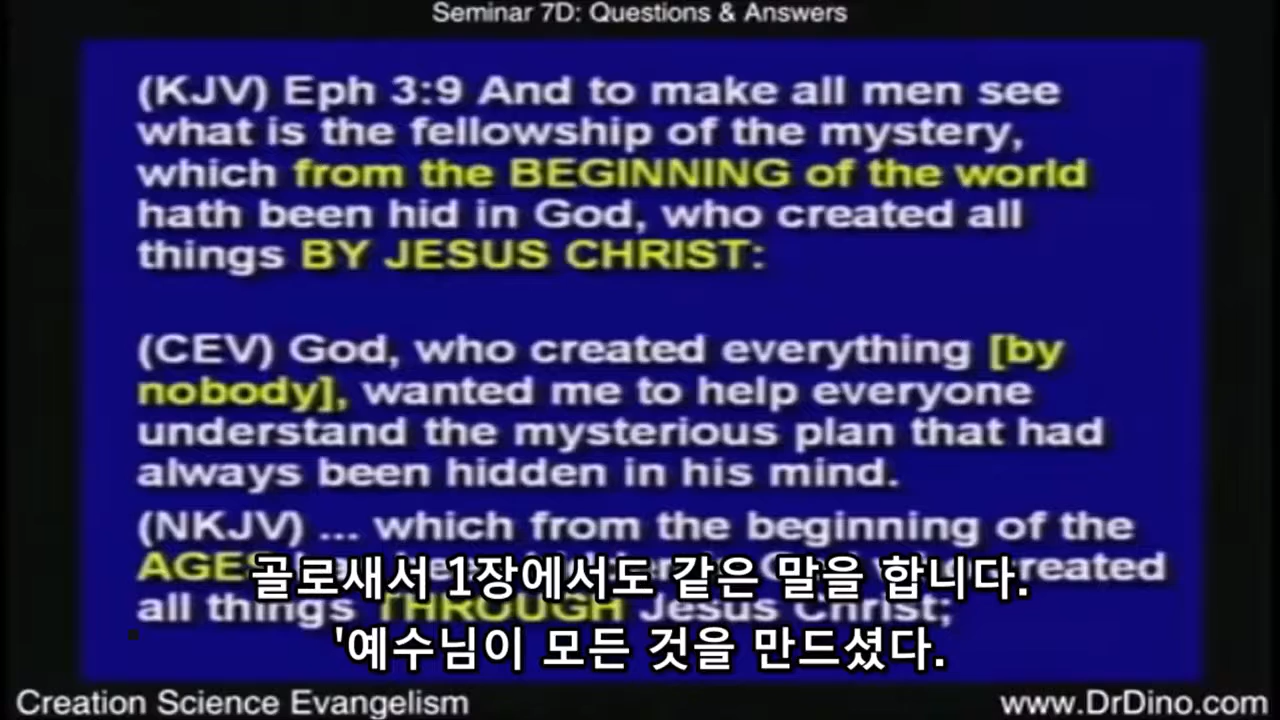 Seminar 7D: Questions & Answers
(KJV) Eph 3:9 And to make all men see
what is the fellowship of the mystery,
which from the BEGINNING of the world
hath been hid in God, who created all
things BY JESUS CHRIST:
(CEV) God, who created everything [by
nobody], wanted me to help everyone
understand the mysterious plan that had
always been hidden in his mind.
(NKJV) ... which from the beginning of the
AGES created
all things THROUGH Jesus Christ;
골로새서 1장에서도 같은 말을 합니다.
'예수님이 모든 것을 만드셨다.
Creation Science Evangelism
www.DrDino.com